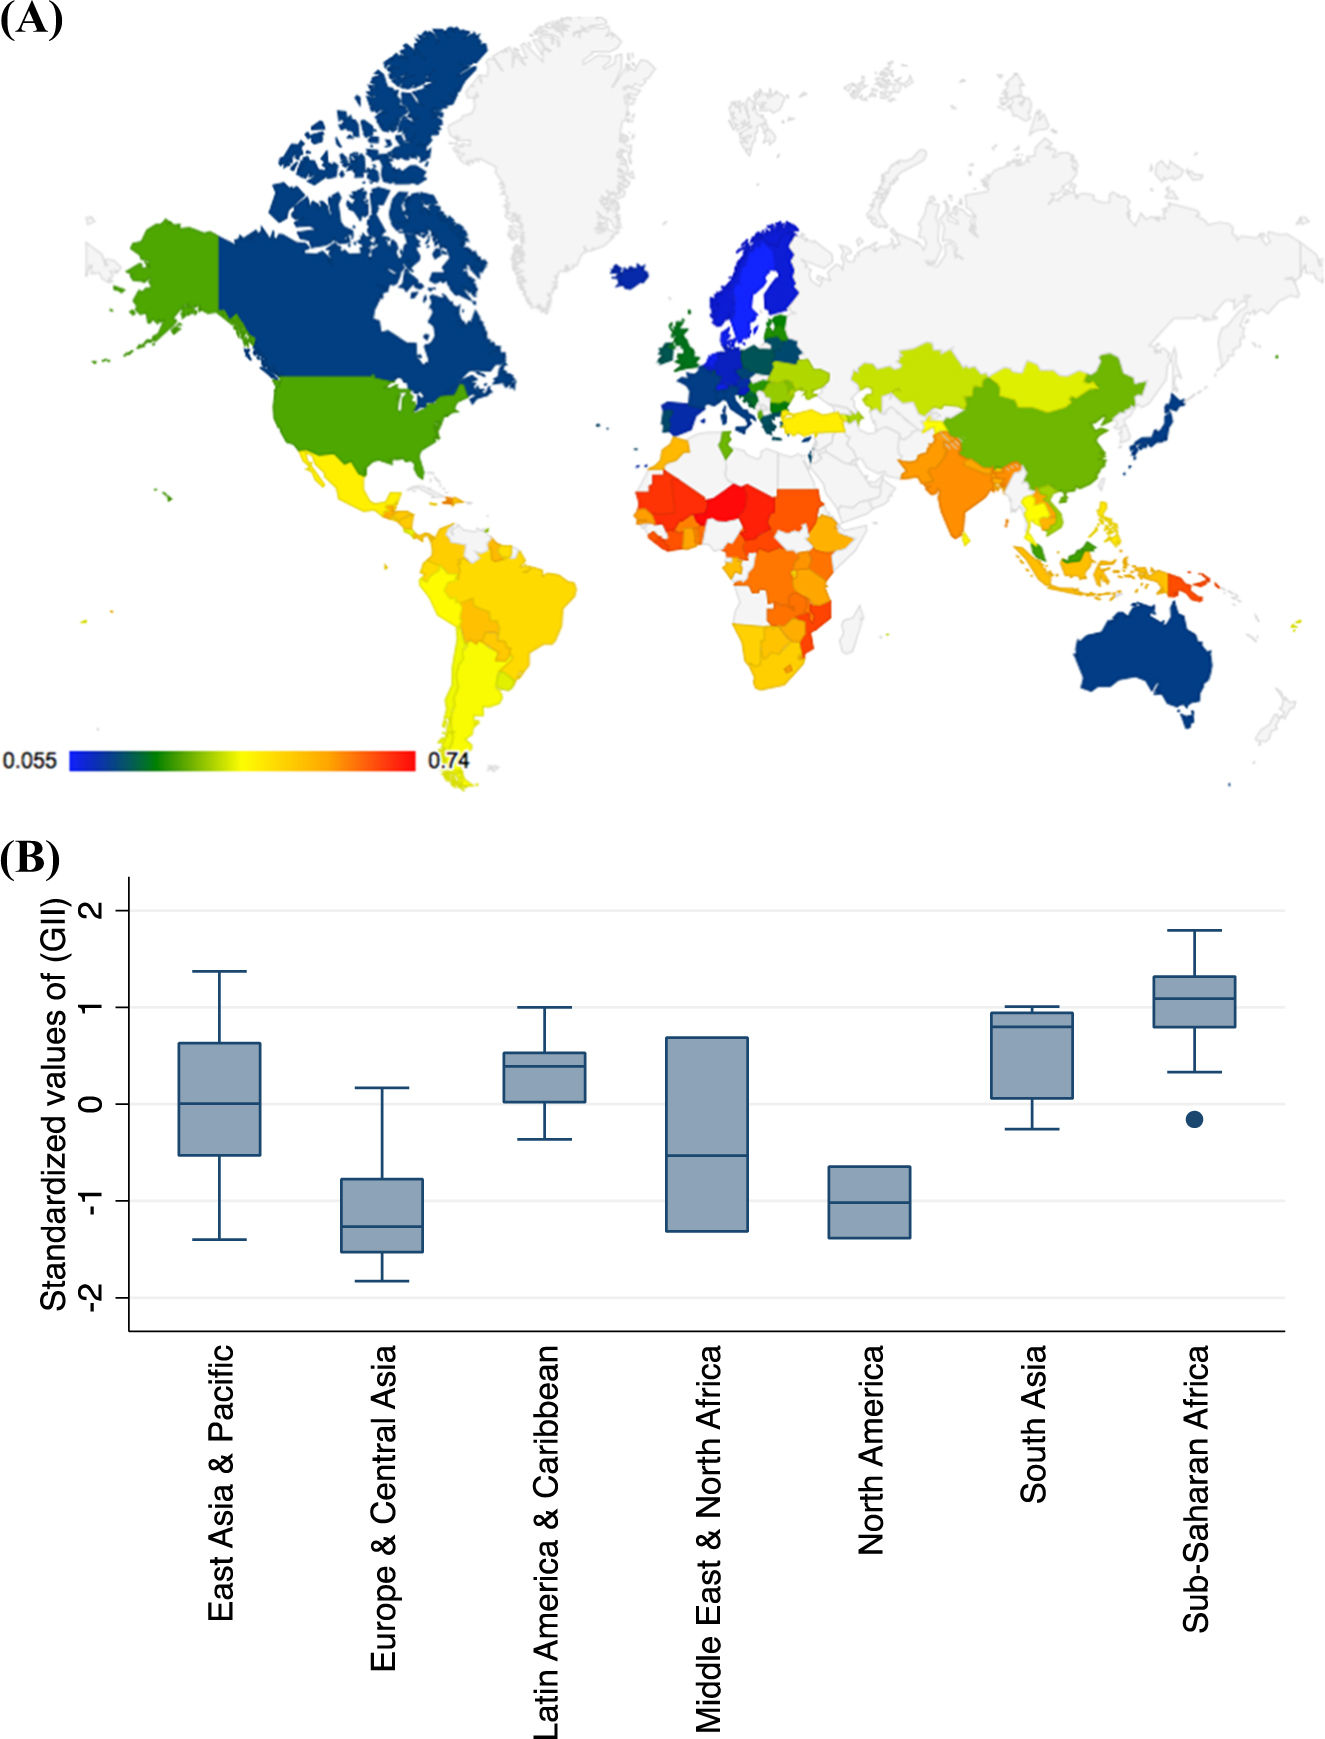 (A)
0.055
0.74
(B)
Standardized values of (GII)
2
1
0
-1
-2
East Asia & Pacific
Europe & Central Asia
Latin America & Caribbean
Middle East & North Africa
North America
South Asia
Sub-Saharan Africa